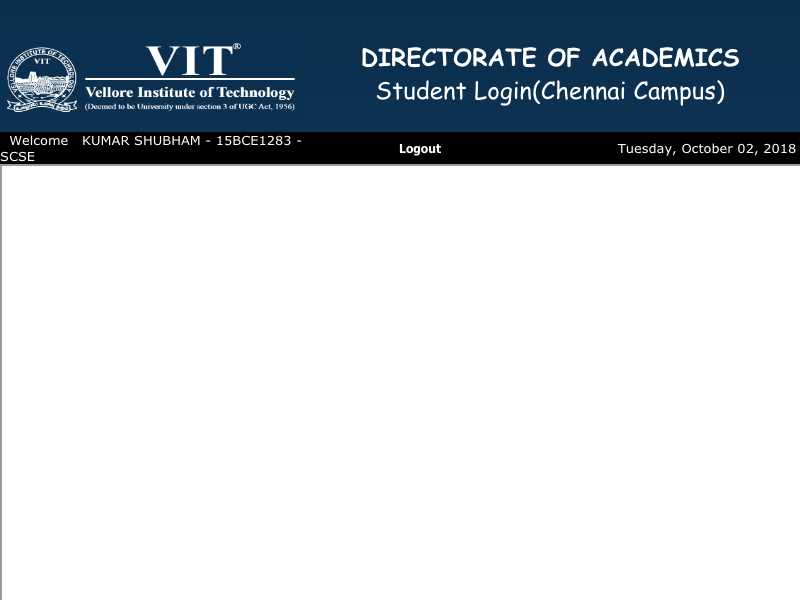 VELLORE INSTITUTE OF TECHNOLOGY
VIT
VIT®
Vellore Institute of Technology
(Deemed to be University under section 3 of UGC Act, 1956)
DIRECTORATE OF ACADEMICS
Student Login(Chennai Campus)
Welcome KUMAR SHUBHAM - 15BCE1283 -
SCSE
Logout
Tuesday, October 02, 2018